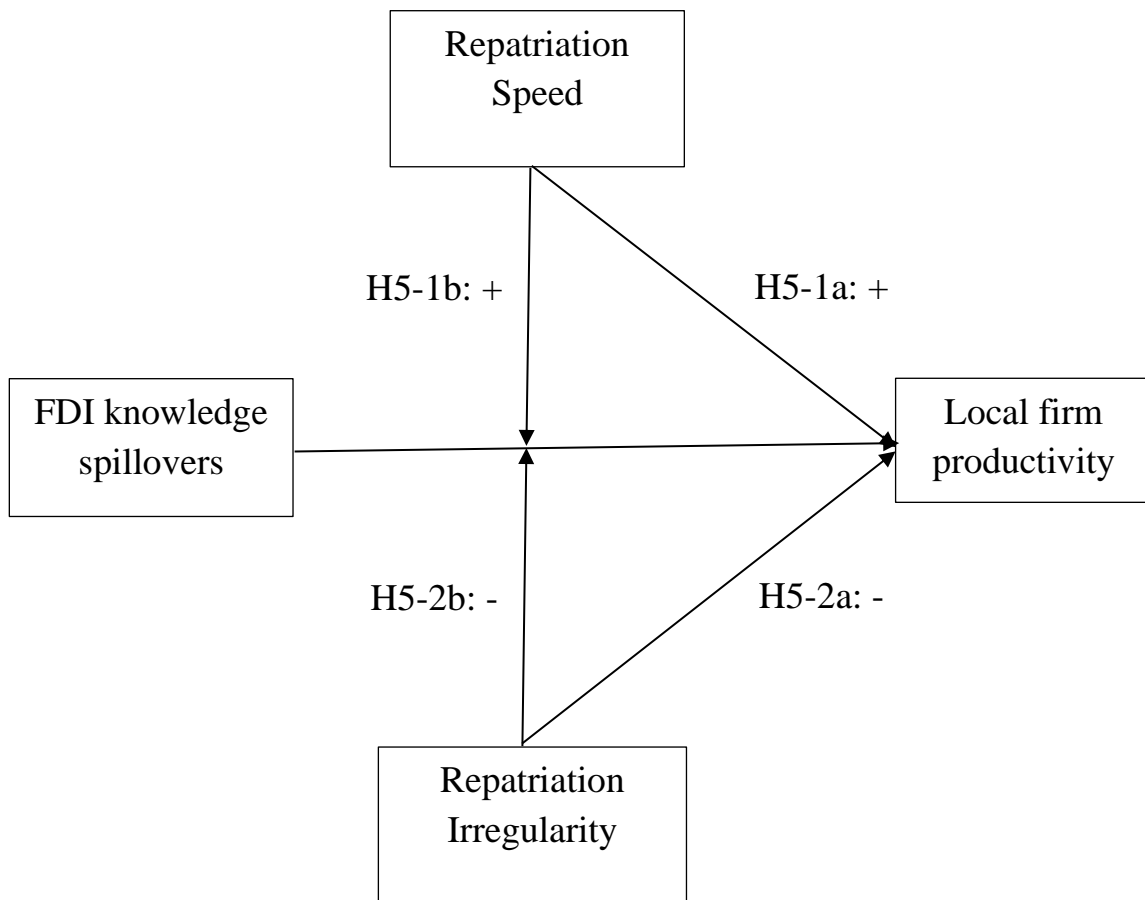 Repatriation
Speed
H5-1b: +
H5-1a: +
FDI knowledge
spillovers
Local firm
productivity
H5-2b: -
H5-2a: -
Repatriation
Irregularity